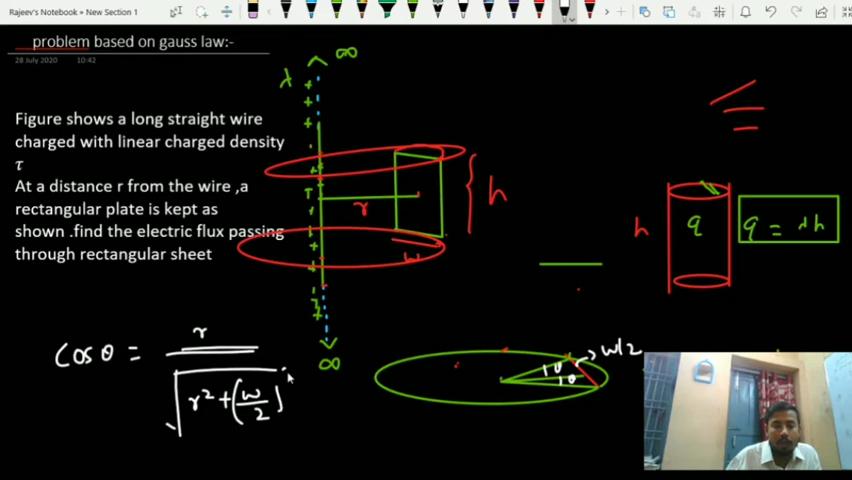 Rajeev's Notebook » New Section 1
problem based on gauss law:-
28 July 2020 10:42
Figure shows a long straight wire
charged with linear charged density
τ
At a distance r from the wire ,a
rectangular plate is kept as
shown .find the electric flux passing
through rectangular sheet
λ
∞
r
h
w
∞
h
q
q = λh
cos θ = r
√r² + (w/2)²
θ
θ
w/2